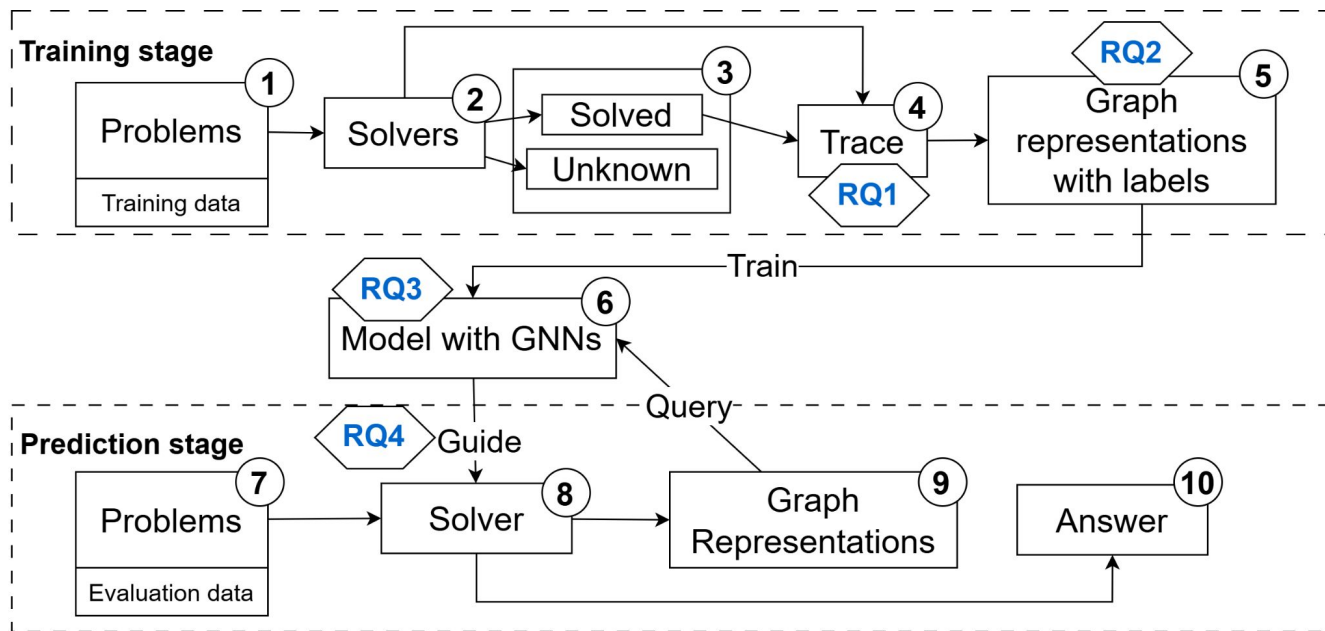 Training stage
1
Problems
Training data
2
Solvers
3
Solved
Unknown
4
Trace
RQ1
RQ2
5
Graph
representations
with labels
Train
RQ3
6
Model with GNNs
Query
Prediction stage
RQ4
Guide
7
Problems
Evaluation data
8
Solver
9
Graph
Representations
10
Answer